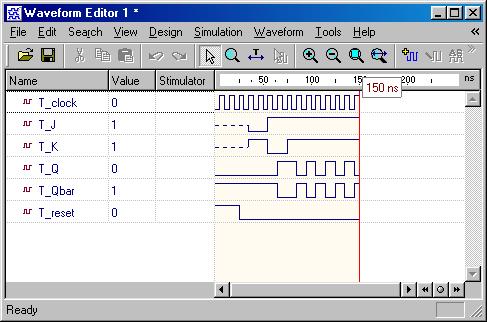 Waveform Editor 1 *
File Edit Search View Design Simulation Waveform Tools Help »
Name Value Stimulator 50 100 150 200 ns
150 ns
T_clock 0
T_J 1
T_K 1
T_Q 0
T_Qbar 1
T_reset 0
Ready